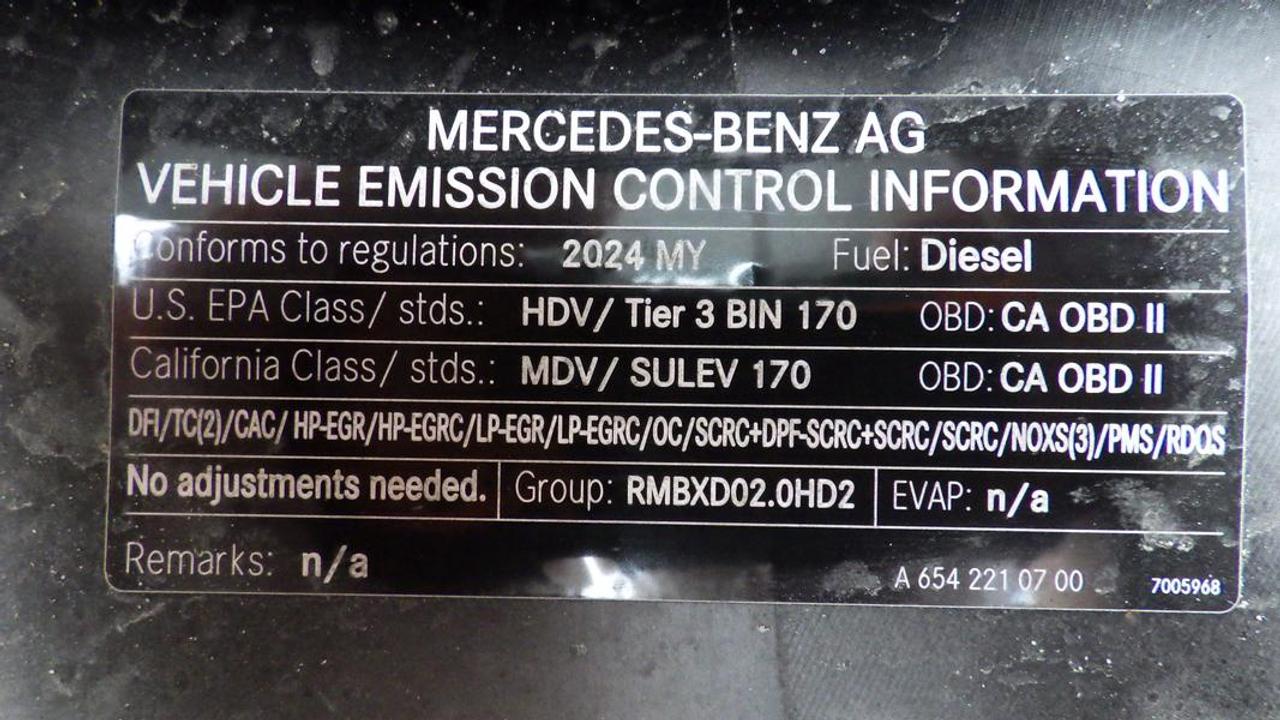 MERCEDES-BENZ AG
VEHICLE EMISSION CONTROL INFORMATION
Conforms to regulations: 2024 MY Fuel: Diesel
U.S. EPA Class/ stds.: HDV/ Tier 3 BIN 170 OBD: CA OBD II
California Class/ stds.: MDV/ SULEV 170 OBD: CA OBD II
DFI/TC(2)/CAC/ HP-EGR/HP-EGRC/LP-EGR/LP-EGRC/OC/SCRC+DPF-SCRC+SCRC/SCRC/NOXS(3)/PMS/RDQS
No adjustments needed. Group: RMBXD02.0HD2 EVAP: n/a
Remarks: n/a A 654 221 07 00 7005968